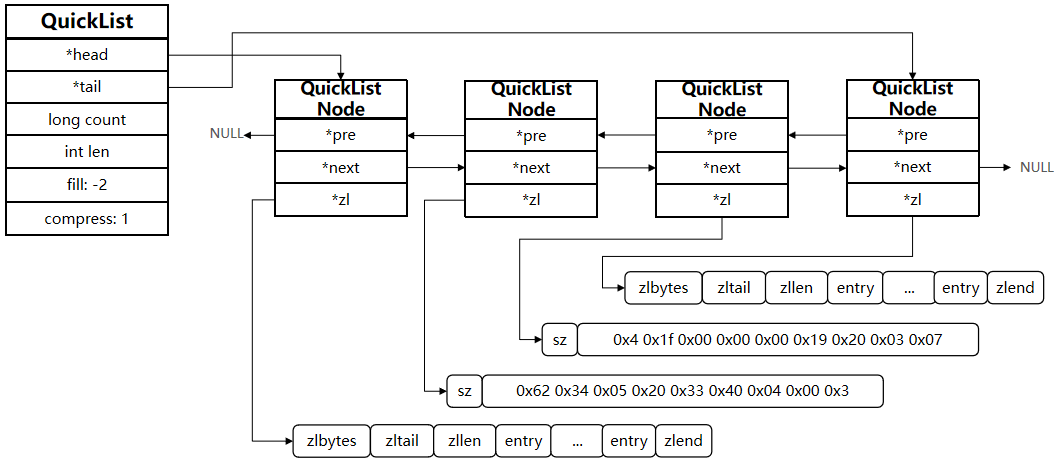 QuickList
*head
*tail
long count
int len
fill: -2
compress: 1
QuickList
Node
*pre
*next
*zl
QuickList
Node
*pre
*next
*zl
QuickList
Node
*pre
*next
*zl
QuickList
Node
*pre
*next
*zl
NULL
NULL
zlbytes zltail zllen entry ... entry zlend
sz 0x4 0x1f 0x00 0x00 0x00 0x19 0x20 0x03 0x07
sz 0x62 0x34 0x05 0x20 0x33 0x40 0x04 0x00 0x3
zlbytes zltail zllen entry ... entry zlend